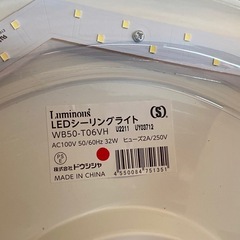 Luminous®
LEDシーリングライト
WB50-T06VH U2211 UY03712
AC100V 50/60Hz 32W ヒューズ2A/250V
PS
E
株式会社ドウシシャ
MADE IN CHINA
4550084751351
S